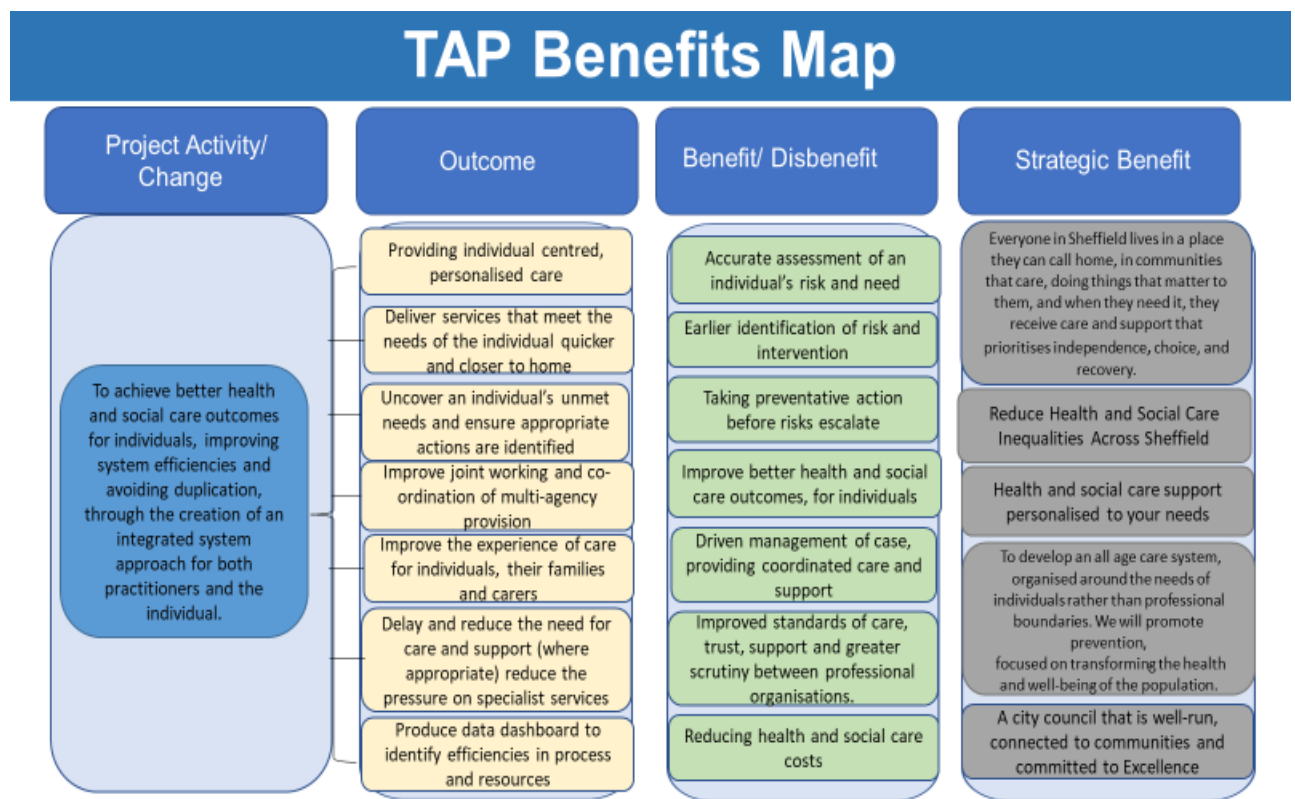 TAP Benefits Map
Project Activity/
Change
Outcome
Benefit/ Disbenefit
Strategic Benefit
To achieve better health
and social care outcomes
for individuals, improving
system efficiencies and
avoiding duplication,
through the creation of an
integrated system
approach for both
practitioners and the
individual.
Providing individual centred,
personalised care
Deliver services that meet the
needs of the individual quicker
and closer to home
Uncover an individual's unmet
needs and ensure appropriate
actions are identified
Improve joint working and co-
ordination of multi-agency
provision
Improve the experience of care
for individuals, their families
and carers
Delay and reduce the need for
care and support (where
appropriate) reduce the
pressure on specialist services
Produce data dashboard to
identify efficiencies in process
and resources
Accurate assessment of an
individual's risk and need
Earlier identification of risk and
intervention
Taking preventative action
before risks escalate
Improve better health and social
care outcomes, for individuals
Driven management of case,
providing coordinated care and
support
Improved standards of care,
trust, support and greater
scrutiny between professional
organisations.
Reducing health and social care
costs
Everyone in Sheffield lives in a place
they can call home, in communities
that care, doing things that matter to
them, and when they need it, they
receive care and support that
prioritises independence, choice, and
recovery.
Reduce Health and Social Care
Inequalities Across Sheffield
Health and social care support
personalised to your needs
To develop an all age care system,
organised around the needs of
individuals rather than professional
boundaries. We will promote
prevention,
focused on transforming the health
and well-being of the population.
A city council that is well-run,
connected to communities and
committed to Excellence